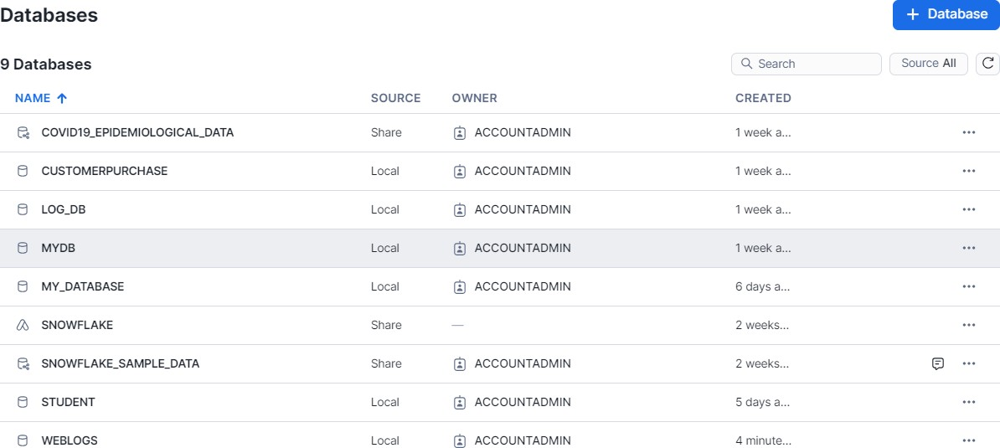 Databases
+ Database
9 Databases
Search
Source All
NAME SOURCE OWNER CREATED
COVID19_EPIDEMIOLOGICAL_DATA Share ACCOUNTADMIN 1 week a...
CUSTOMERPURCHASE Local ACCOUNTADMIN 1 week a...
LOG_DB Local ACCOUNTADMIN 1 week a...
MYDB Local ACCOUNTADMIN 1 week a...
MY_DATABASE Local ACCOUNTADMIN 6 days a...
SNOWFLAKE Share — 2 weeks...
SNOWFLAKE_SAMPLE_DATA Share ACCOUNTADMIN 2 weeks...
STUDENT Local ACCOUNTADMIN 5 days a...
WEBLOGS Local ACCOUNTADMIN 4 minute...